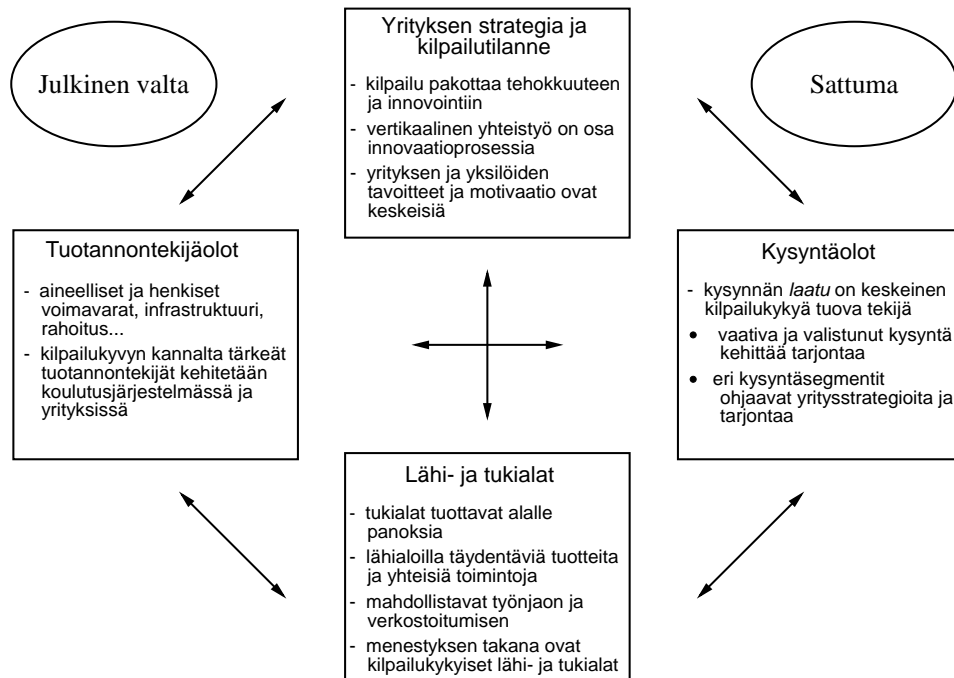 Julkinen valta
Yrityksen strategia ja
kilpailutilanne
- kilpailu pakottaa tehokkuuteen
ja innovointiin
- vertikaalinen yhteistyö on osa
innovaatioprosessia
- yrityksen ja yksilöiden
tavoitteet ja motivaatio ovat
keskeisiä
Sattuma
Tuotannontekijäolot
- aineelliset ja henkiset
voimavarat, infrastruktuuri,
rahoitus...
- kilpailukyvyn kannalta tärkeät
tuotannontekijät kehitetään
koulutusjärjestelmässä ja
yrityksissä
Kysyntäolot
- kysynnän laatu on keskeinen
kilpailukykyä tuova tekijä
• vaativa ja valistunut kysyntä
kehittää tarjontaa
• eri kysyntäsegmentit
ohjaavat yritysstrategioita ja
tarjontaa
Lähi- ja tukialat
- tukialat tuottavat alalle
panoksia
- lähialoilla täydentäviä tuotteita
ja yhteisiä toimintoja
- mahdollistavat työnjaon ja
verkostoitumisen
- menestyksen takana ovat
kilpailukykyiset lähi- ja tukialat